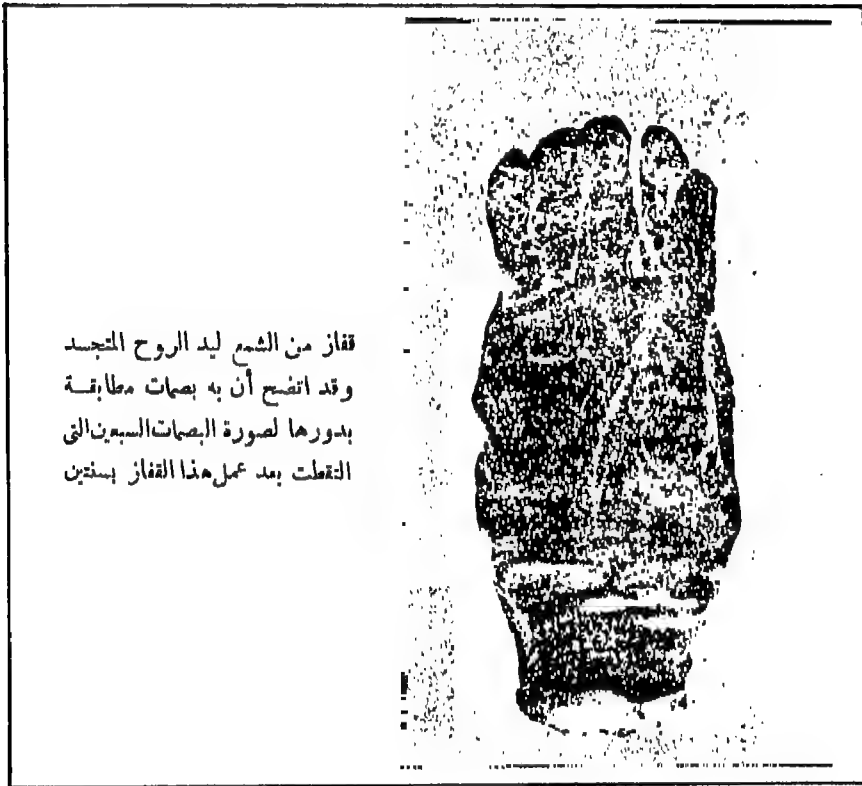 قفاز من الشمع ليد الروح المتجسد
وقد اتضح أن به بصمات مطابقة
بدورها لصورة البصمات السبعين التى
التقطت بعد عمل هذا القفاز بسنتين